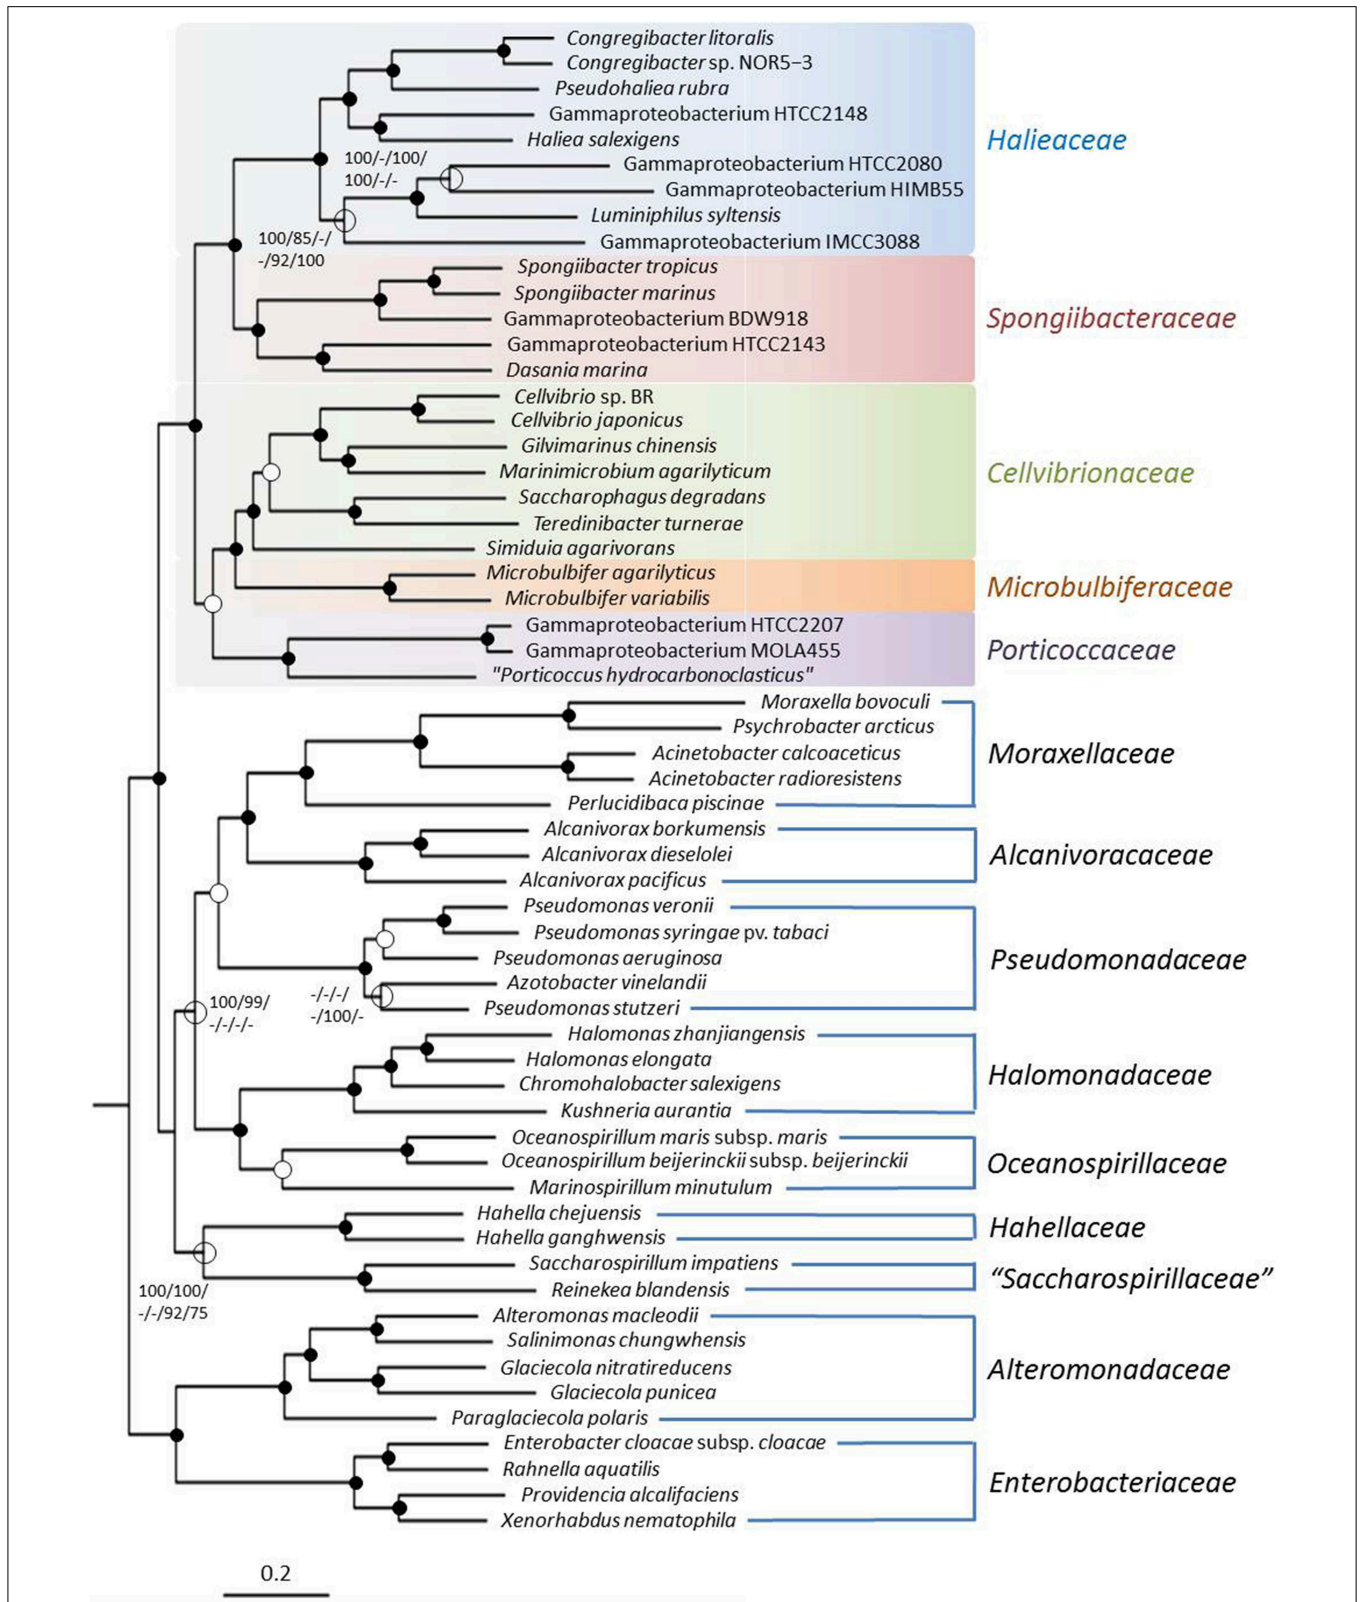 Congregibacter litoralis
Congregibacter sp. NOR5−3
Pseudohaliea rubra
Gammaproteobacterium HTCC2148
Haliea salexigens
Halieaceae
100/-/100/
100/-/-
Gammaproteobacterium HTCC2080
Gammaproteobacterium HIMB55
Luminiphilus syltensis
100/85/-/
-/92/100
Gammaproteobacterium IMCC3088
Spongiibacter tropicus
Spongiibacter marinus
Gammaproteobacterium BDW918
Spongiibacteraceae
Gammaproteobacterium HTCC2143
Dasania marina
Cellvibrio sp. BR
Cellvibrio japonicus
Gilvimarinus chinensis
Marinimicrobium agarilyticum
Cellvibrionaceae
Saccharophagus degradans
Teredinibacter turnerae
Simiduia agarivorans
Microbulbifer agarilyticus
Microbulbiferaceae
Microbulbifer variabilis
Gammaproteobacterium HTCC2207
Gammaproteobacterium MOLA455
Porticoccaceae
"Porticoccus hydrocarbonoclasticus"
Moraxella bovoculi
Psychrobacter arcticus
Acinetobacter calcoaceticus
Moraxellaceae
Acinetobacter radioresistens
Perlucidibaca piscinae
Alcanivorax borkumensis
Alcanivorax dieselolei
Alcanivoracaceae
Alcanivorax pacificus
Pseudomonas veronii
Pseudomonas syringae pv. tabaci
Pseudomonas aeruginosa
Pseudomonadaceae
Azotobacter vinelandii
100/99/
-/-/-/-
-/-/-/
-/100/-
Pseudomonas stutzeri
Halomonas zhanjiangensis
Halomonas elongata
Halomonadaceae
Chromohalobacter salexigens
Kushneria aurantia
Oceanospirillum maris subsp. maris
Oceanospirillum beijerinckii subsp. beijerinckii
Oceanospirillaceae
Marinospirillum minutulum
Hahella chejuensis
Hahellaceae
Hahella ganghwensis
Saccharospirillum impatiens
“Saccharospirillaceae”
Reinekea blandensis
100/100/
-/-/92/75
Alteromonas macleodii
Salinimonas chungwhensis
Glaciecola nitratireducens
Alteromonadaceae
Glaciecola punicea
Paraglaciecola polaris
Enterobacter cloacae subsp. cloacae
Rahnella aquatilis
Enterobacteriaceae
Providencia alcalifaciens
Xenorhabdus nematophila
0.2